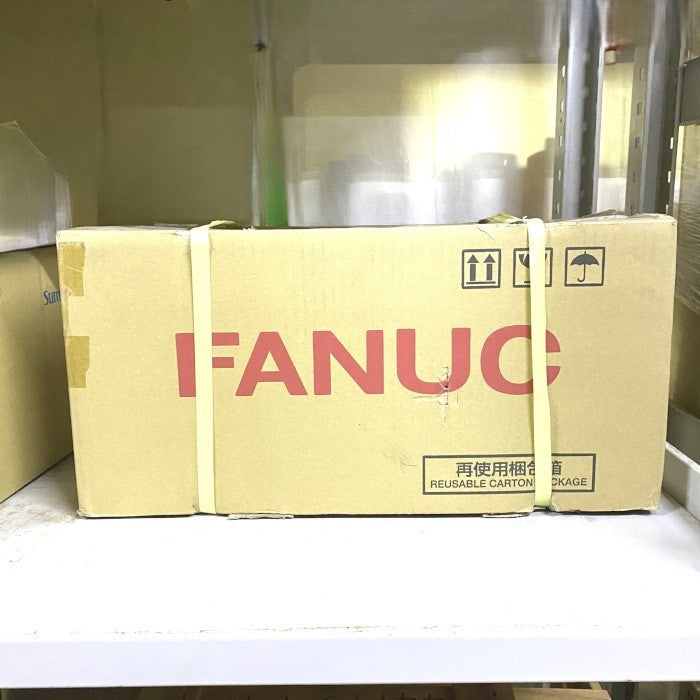 FANUC
再使用梱包箱
REUSABLE CARTON PACKAGE